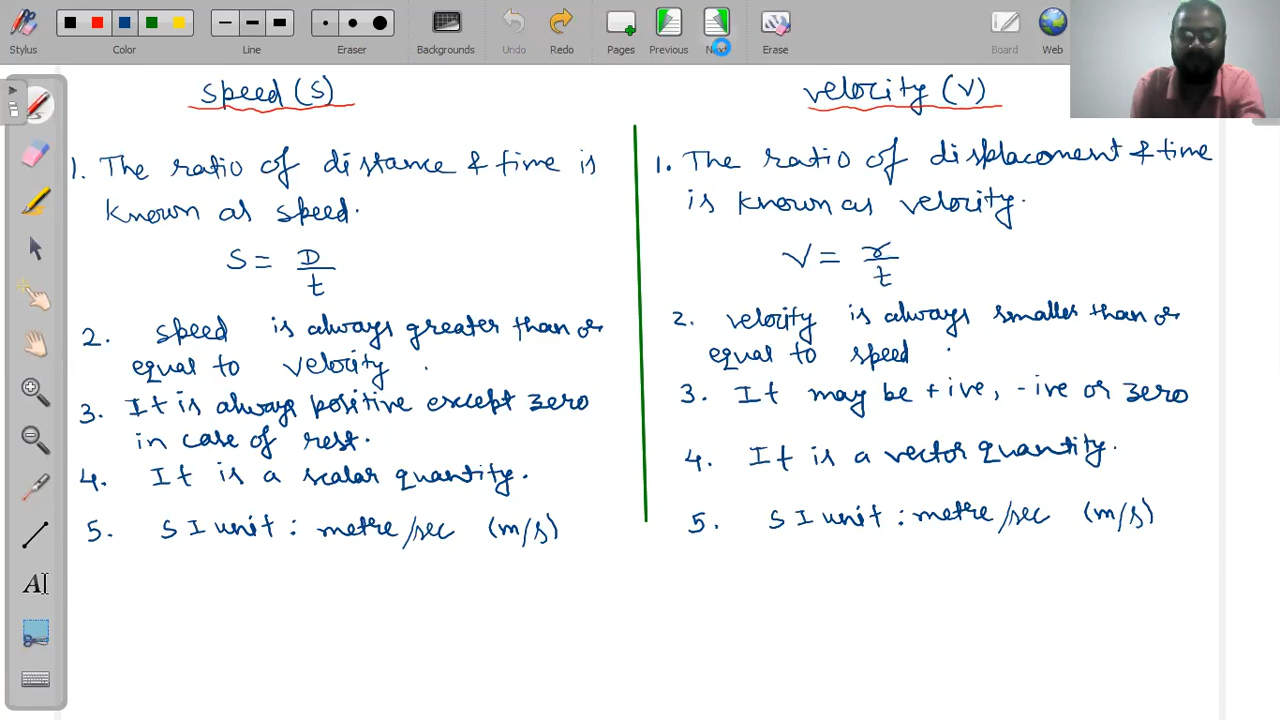 Stylus
Color
Line
Eraser
Backgrounds
Undo
Redo
Pages
Previous
Next
Erase
Board
Web
speed (S)
1. The ratio of distance & time is
known as speed.
S = D/t
2. speed is always greater than or
equal to velocity.
3. It is always positive except zero
in case of rest.
4. It is a scalar quantity.
5. SI unit : metre/sec (m/s)
velocity (V)
1. The ratio of displacement & time
is known as velocity.
V = r/t
2. velocity is always smaller than or
equal to speed.
3. It may be +ive, -ive or zero
4. It is a vector quantity.
5. SI unit : metre/sec (m/s)
AI